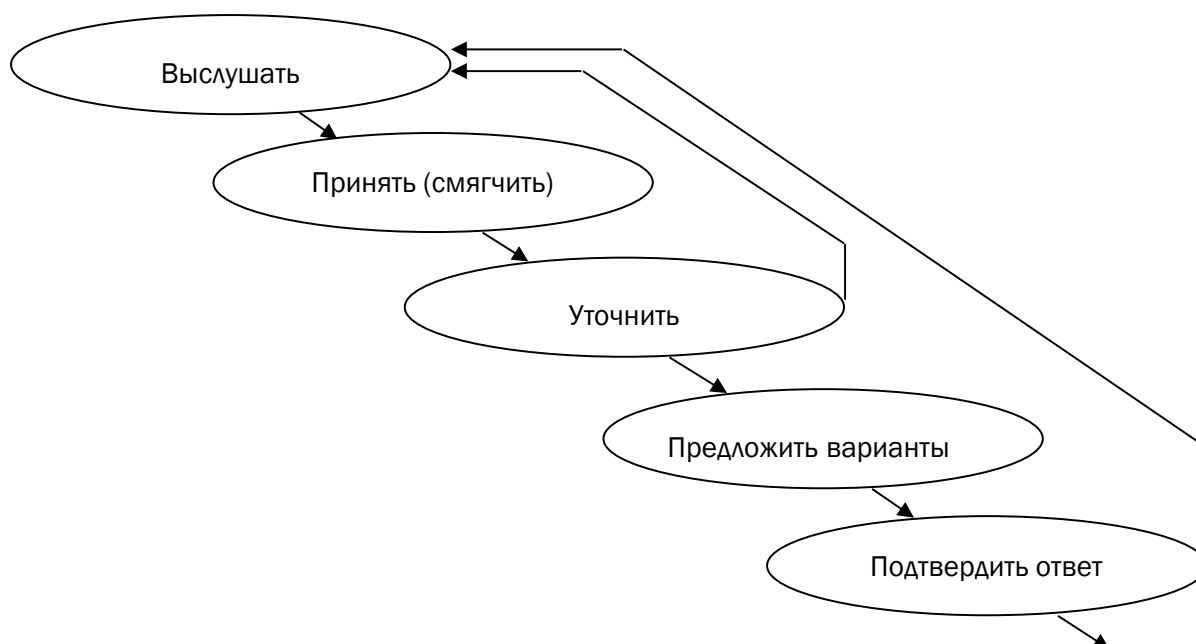 Выслушать
Принять (смягчить)
Уточнить
Предложить варианты
Подтвердить ответ